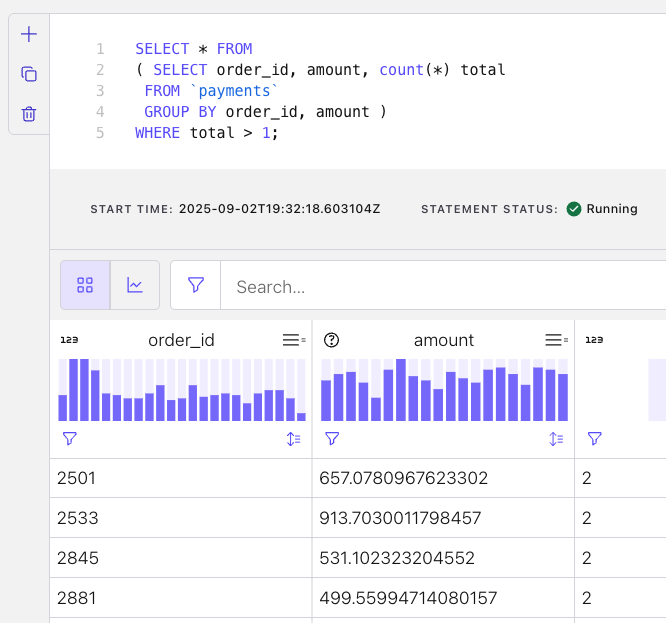 1 SELECT * FROM
2 ( SELECT order_id, amount, count(*) total
3 FROM `payments`
4 GROUP BY order_id, amount )
5 WHERE total > 1;
START TIME: 2025-09-02T19:32:18.603104Z STATEMENT STATUS: Running
Search...
123 order_id amount 123
2501 657.0780967623302 2
2533 913.7030011798457 2
2845 531.102323204552 2
2881 499.55994714080157 2